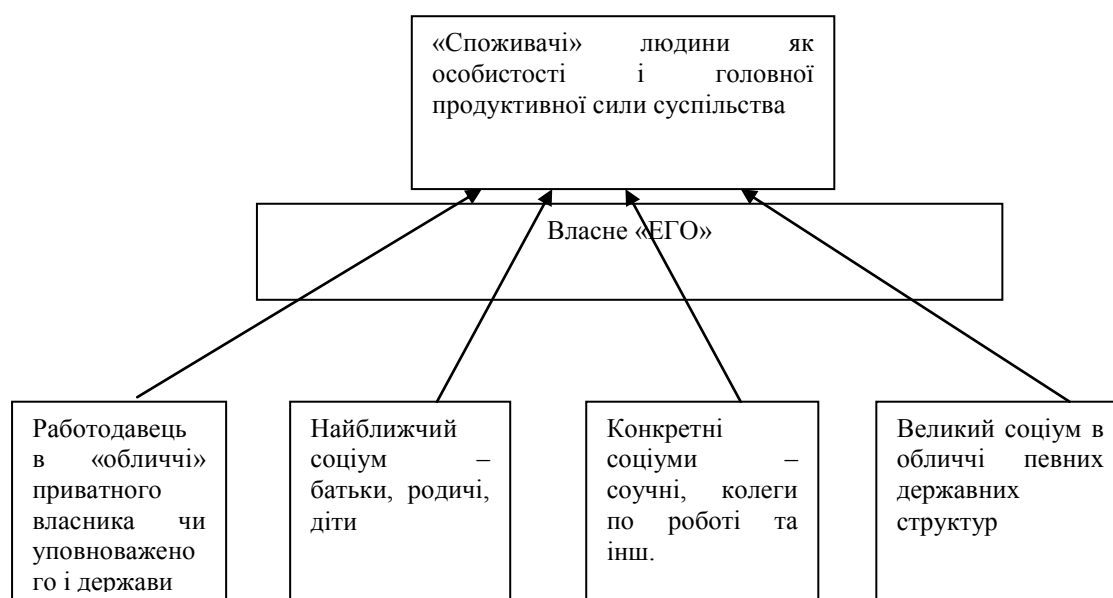 «Споживачі» людини як
особистості і головної
продуктивної сили суспільства
Власне «ЕГО»
Работодавець
в «обличчі»
приватного
власника чи
уповноважено
го і держави
Найближчий
соціум –
батьки, родичі,
діти
Конкретні
соціуми –
соучні, колеги
по роботі та
інш.
Великий соціум в
обличчі певних
державних
структур